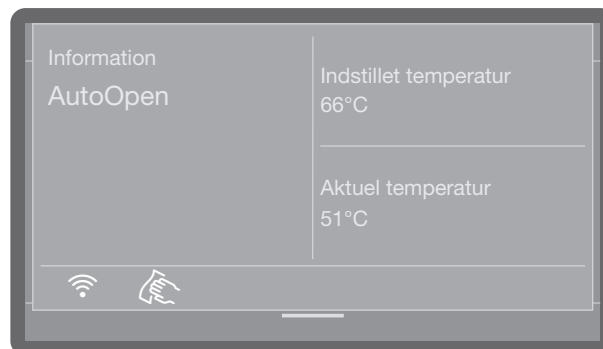 Information
AutoOpen
Indstillet temperatur
66°C
Aktuel temperatur
51°C